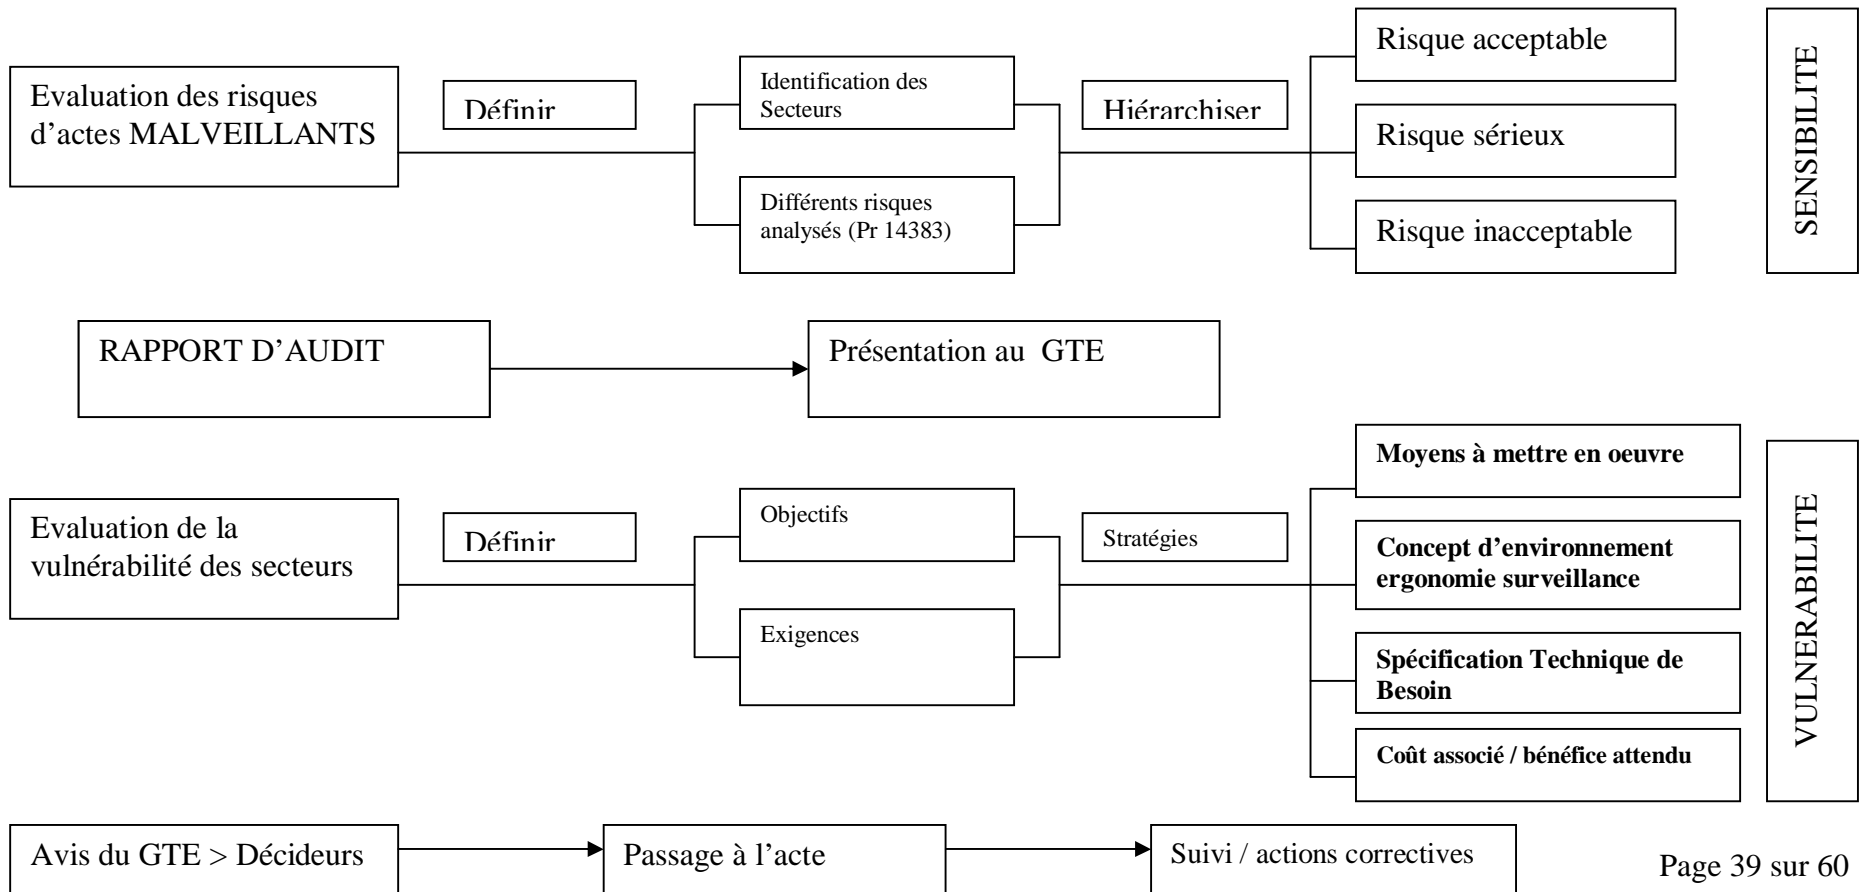 Evaluation des risques
d’actes MALVEILLANTS
Définir
Identification des
Secteurs
Différents risques
analysés (Pr 14383)
Hiérarchiser
Risque acceptable
Risque sérieux
Risque inacceptable
SENSIBILITE
RAPPORT D’AUDIT
Présentation au GTE
Evaluation de la
vulnérabilité des secteurs
Définir
Objectifs
Exigences
Stratégies
Moyens à mettre en oeuvre
Concept d’environnement
ergonomie surveillance
Spécification Technique de
Besoin
Coût associé / bénéfice attendu
VULNERABILITE
Avis du GTE > Décideurs
Passage à l’acte
Suivi / actions correctives
Page 39 sur 60